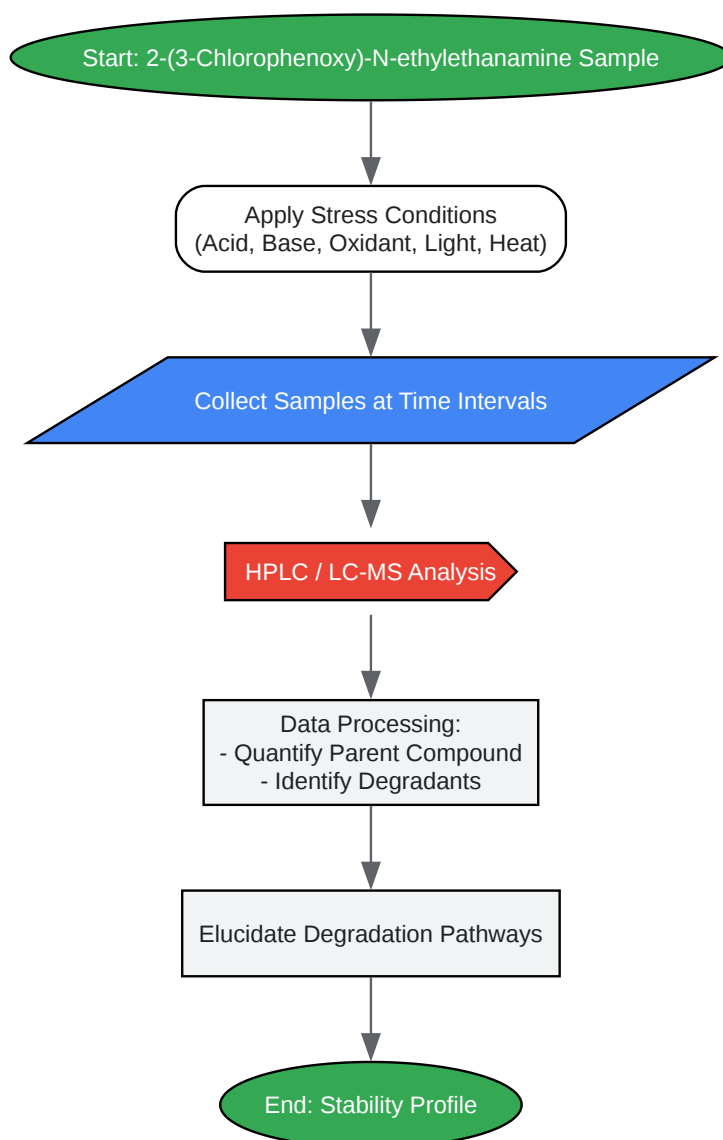 Start: 2-(3-Chlorophenoxy)-N-ethylethanamine Sample
Apply Stress Conditions
(Acid, Base, Oxidant, Light, Heat)
Collect Samples at Time Intervals
HPLC / LC-MS Analysis
Data Processing:
- Quantify Parent Compound
- Identify Degradants
Elucidate Degradation Pathways
End: Stability Profile